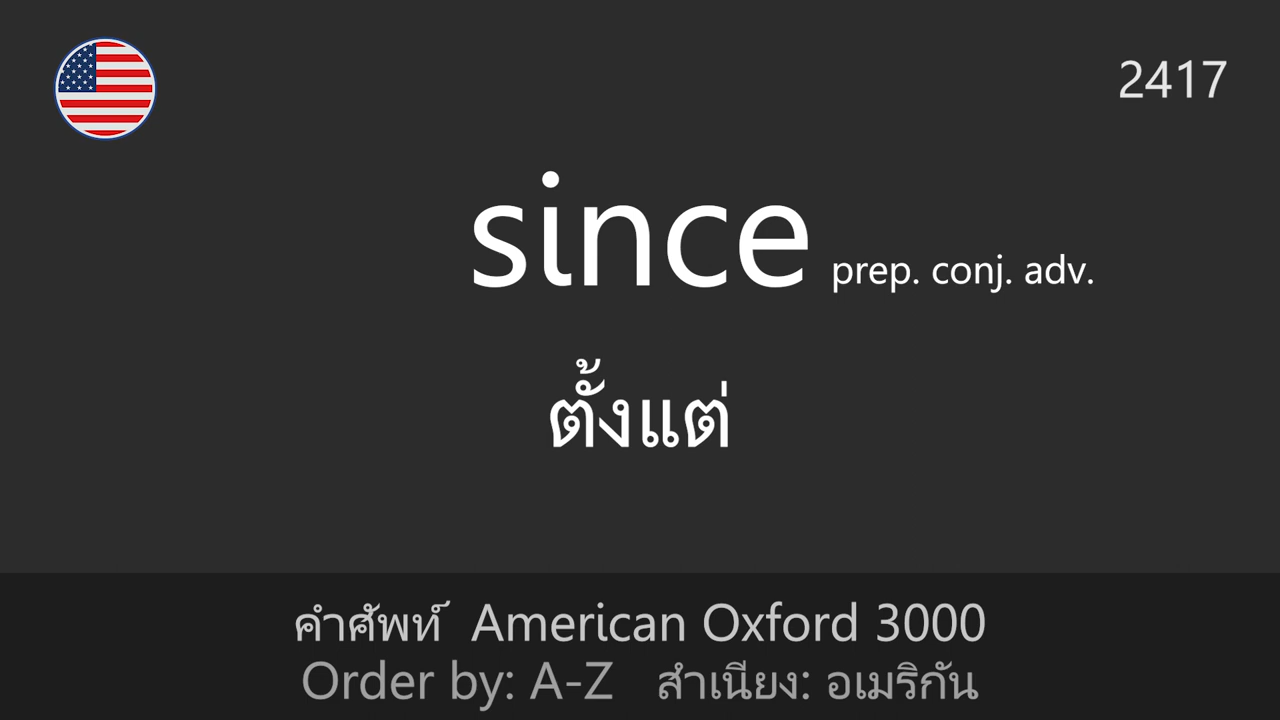 2417
since prep. conj. adv.
ตั้งแต่
คำศัพท์ American Oxford 3000
Order by: A-Z สำเนียง: อเมริกัน